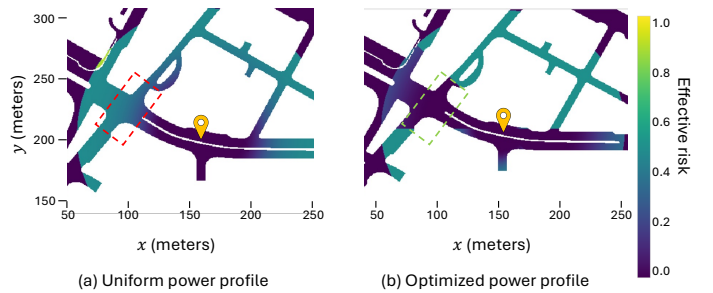 300
250
200
150
y (meters)
50 100 150 200 250
x (meters)
(a) Uniform power profile
50 100 150 200 250
x (meters)
(b) Optimized power profile
1.0
0.8
0.6
0.4
0.2
0.0
Effective risk